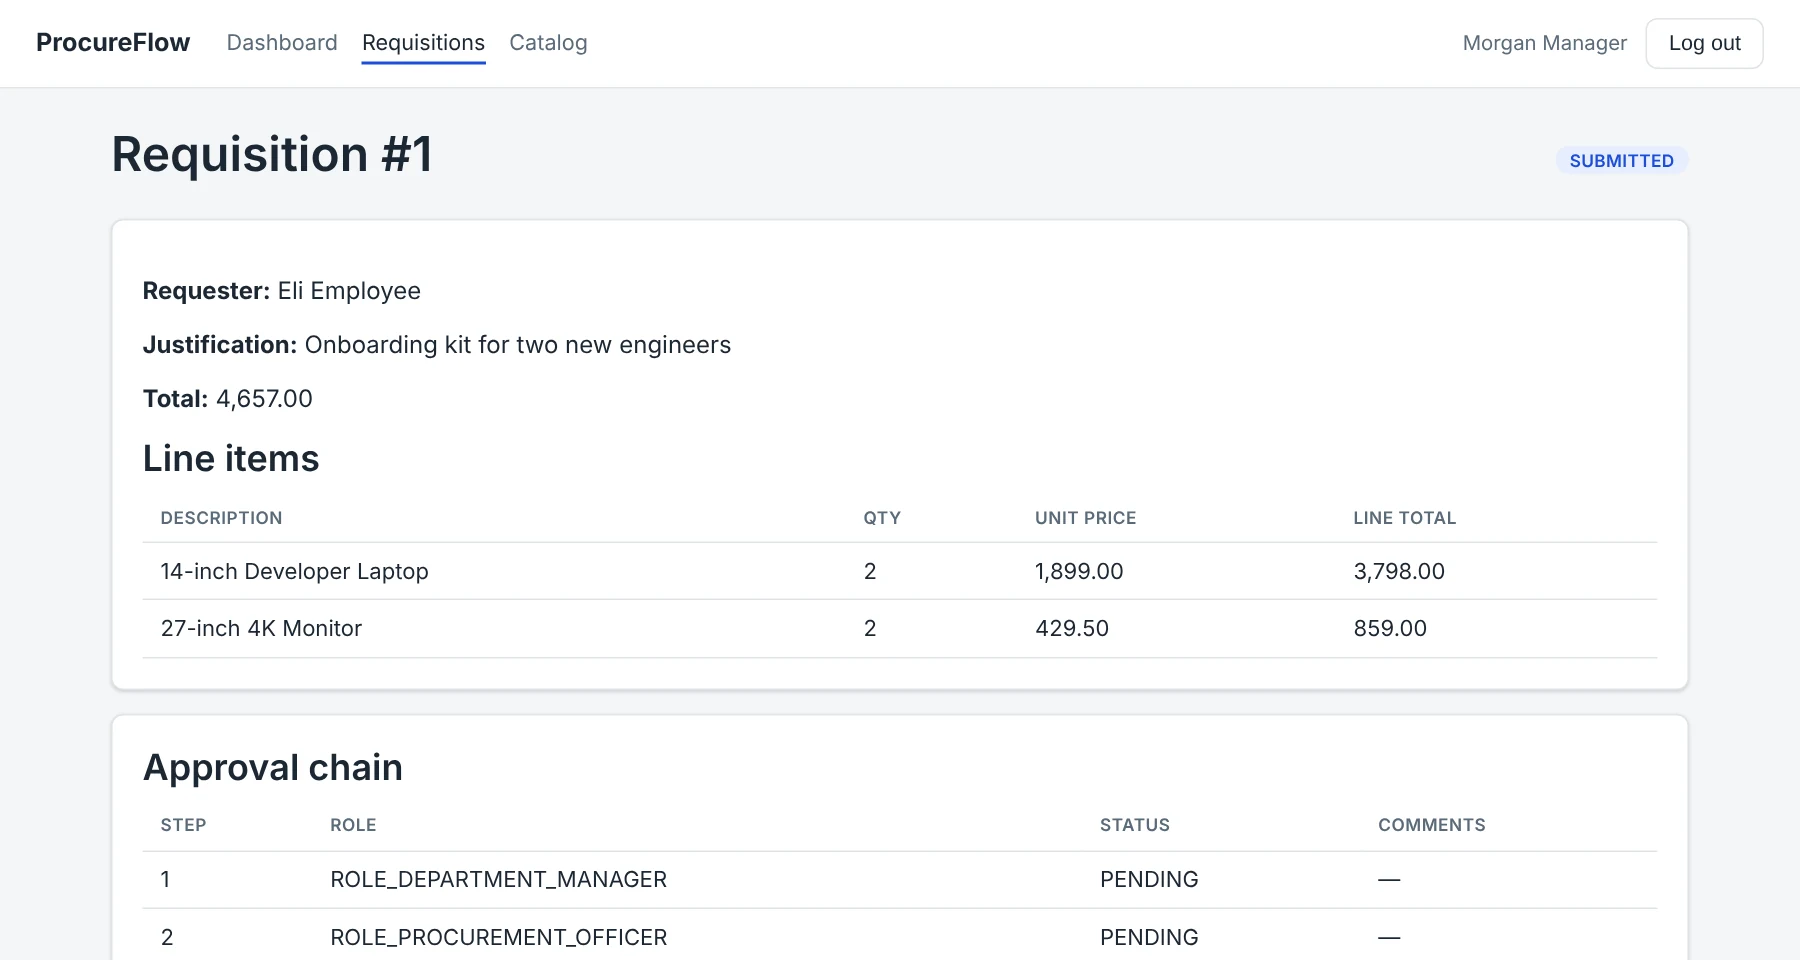 ProcureFlow Dashboard Requisitions Catalog Morgan Manager Log out
Requisition #1 SUBMITTED
Requester: Eli Employee
Justification: Onboarding kit for two new engineers
Total: 4,657.00
Line items
DESCRIPTION QTY UNIT PRICE LINE TOTAL
14-inch Developer Laptop 2 1,899.00 3,798.00
27-inch 4K Monitor 2 429.50 859.00
Approval chain
STEP ROLE STATUS COMMENTS
1 ROLE_DEPARTMENT_MANAGER PENDING —
2 ROLE_PROCUREMENT_OFFICER PENDING —